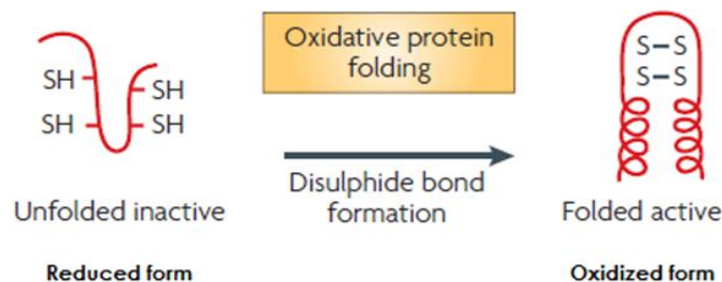 Oxidative protein
folding
SH
SH
SH
SH
S–S
S–S
Disulphide bond
formation
Unfolded inactive
Folded active
Reduced form
Oxidized form